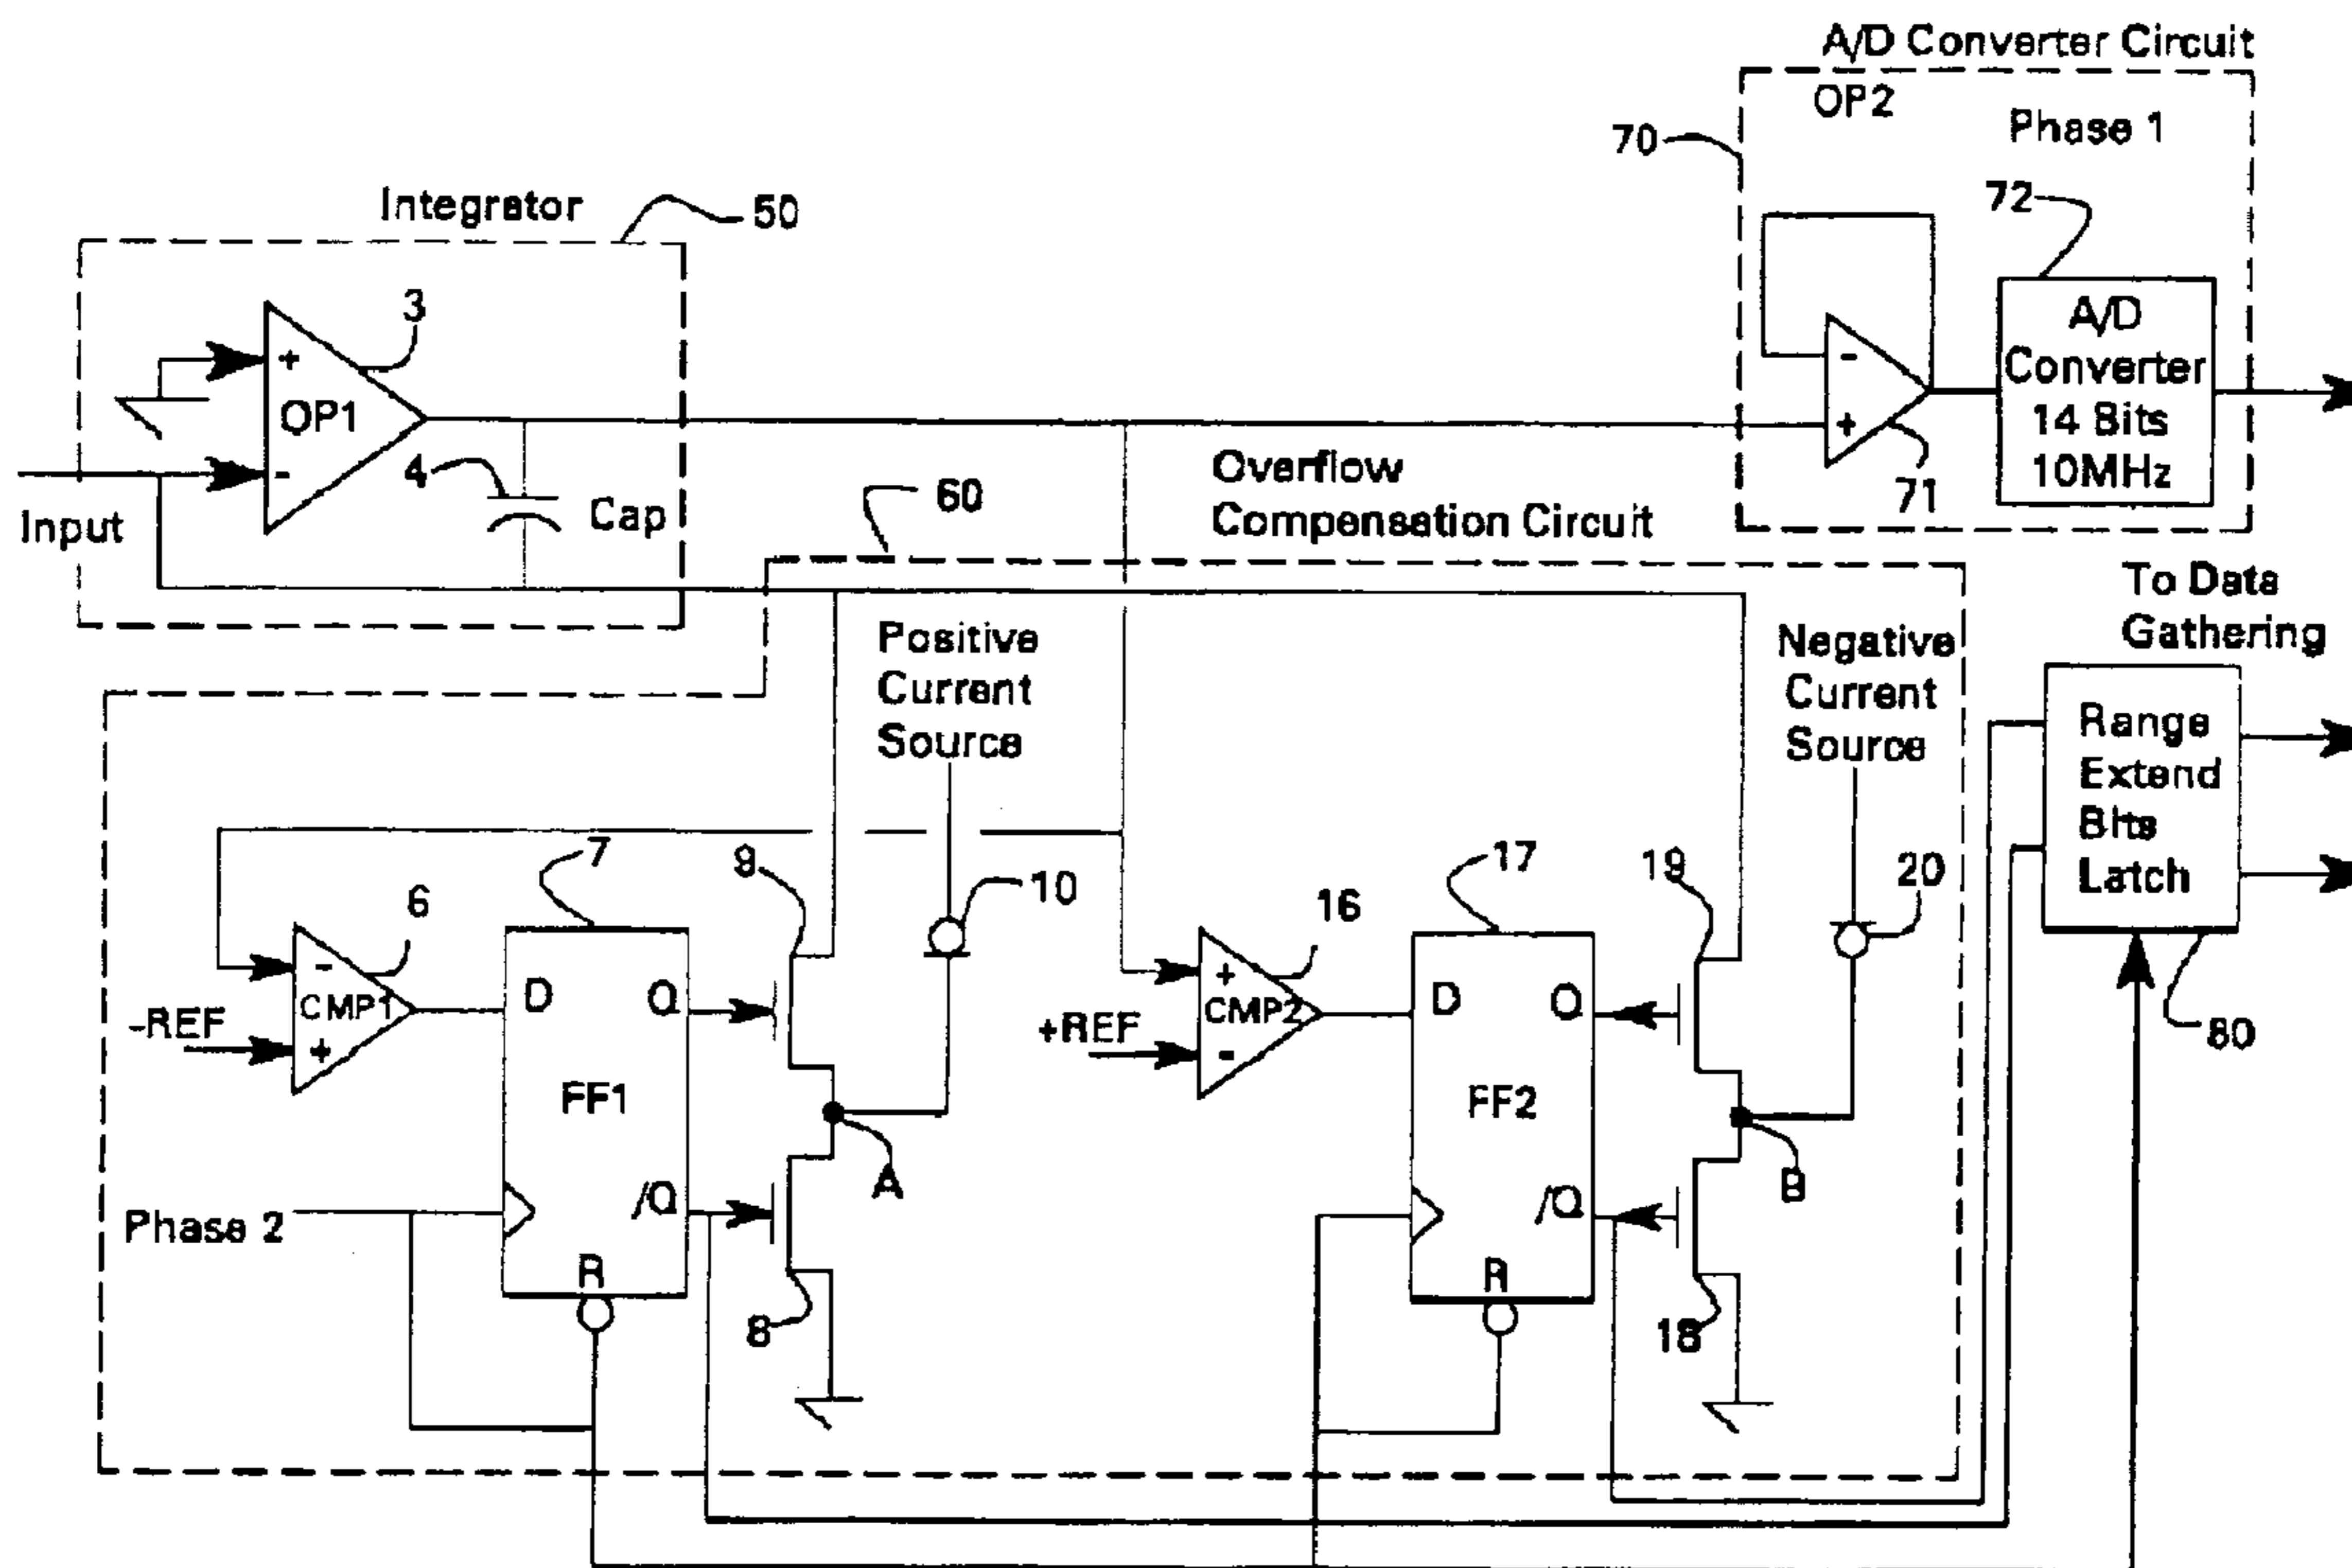 A/D Converter Circuit
OP2
Phase 1
70
72
Integrator
50
3
+
OP1
-
4
Cap
Input
-
+
71
A/D
Converter
14 Bits
10MHz
60
Overflow
Compensation Circuit
To Data
Gathering
Positive
Current
Source
Negative
Current
Source
Range
Extend
Bits
Latch
80
7
9
10
17
19
20
6
-
CMP1
+
-REF
D
Q
FF1
/Q
R
A
8
Phase 2
16
+
CMP2
-
+REF
D
Q
FF2
/Q
R
B
18